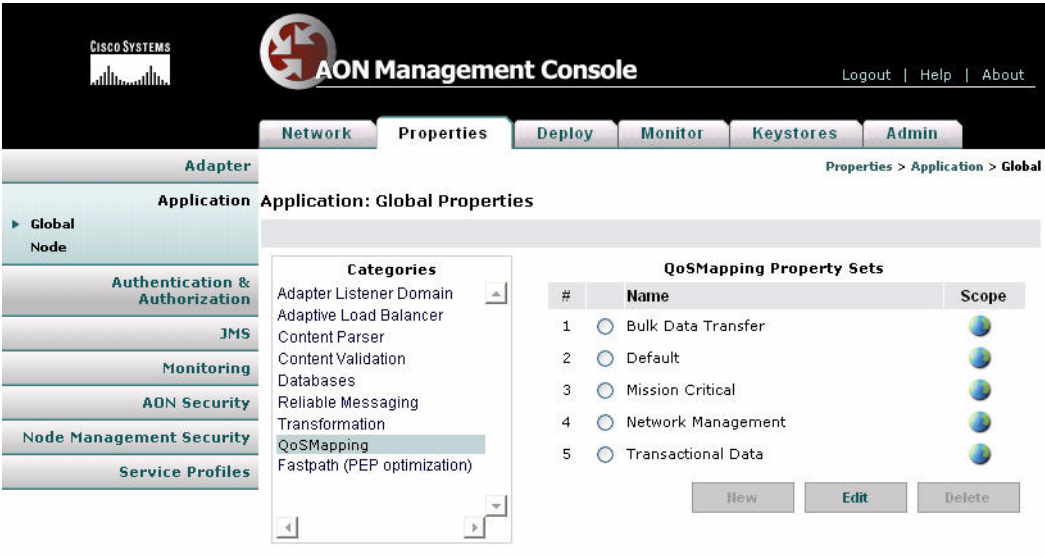 CISCO SYSTEMS
AON Management Console
Logout | Help | About
Network Properties Deploy Monitor Keystores Admin
Adapter
Application
Global
Node
Authentication &
Authorization
JMS
Monitoring
AON Security
Node Management Security
Service Profiles
Properties > Application > Global
Application: Global Properties
Categories
Adapter Listener Domain
Adaptive Load Balancer
Content Parser
Content Validation
Databases
Reliable Messaging
Transformation
QoSMapping
Fastpath (PEP optimization)
QoSMapping Property Sets
# Name Scope
1 Bulk Data Transfer
2 Default
3 Mission Critical
4 Network Management
5 Transactional Data
New Edit Delete